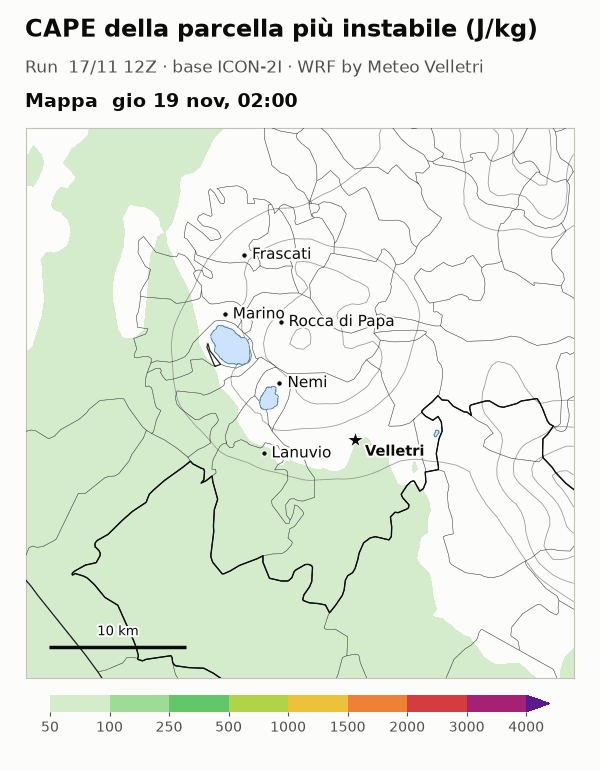 CAPE della parcella più instabile (J/kg)
Run  17/11 12Z · base ICON-2I · WRF by Meteo Velletri
Mappa  gio 19 nov, 02:00
Frascati
Marino
Rocca di Papa
Nemi
Velletri
Lanuvio
10 km
50 100 250 500 1000 1500 2000 3000 4000